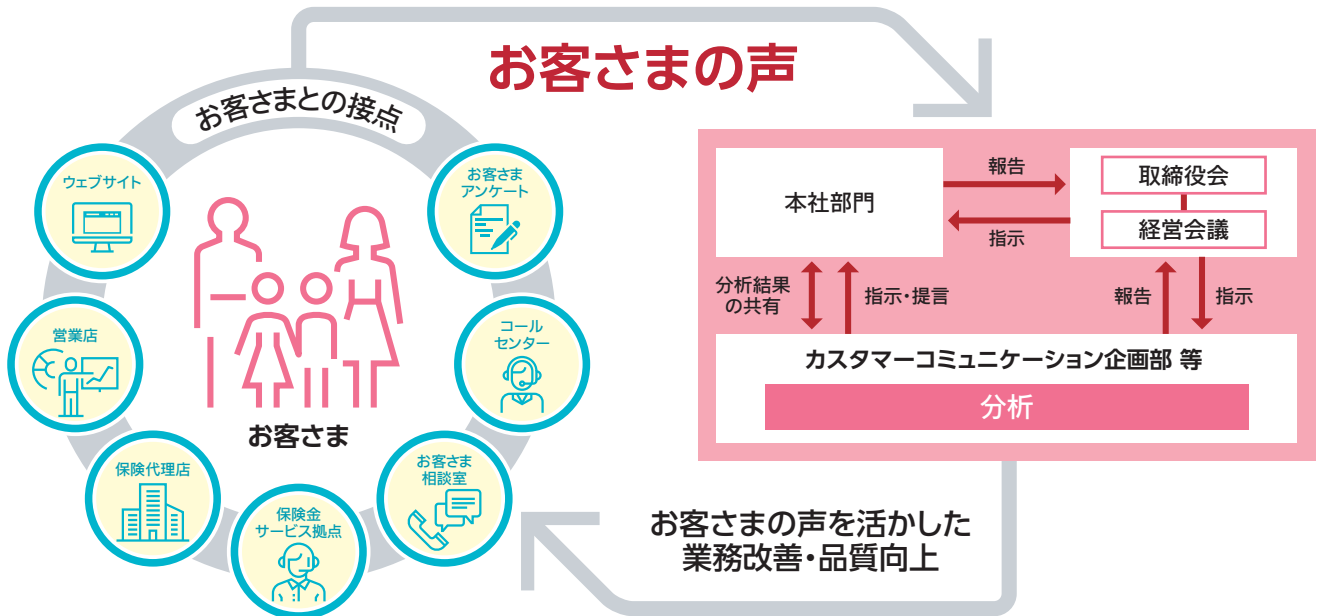 お客さまの声
お客さまとの接点
ウェブサイト
お客さま
アンケート
営業店
コール
センター
お客さま
保険代理店
お客さま
相談室
保険金
サービス拠点
本社部門
報告
指示
取締役会
経営会議
分析結果
の共有
指示・提言
報告
指示
カスタマーコミュニケーション企画部 等
分析
お客さまの声を活かした
業務改善・品質向上